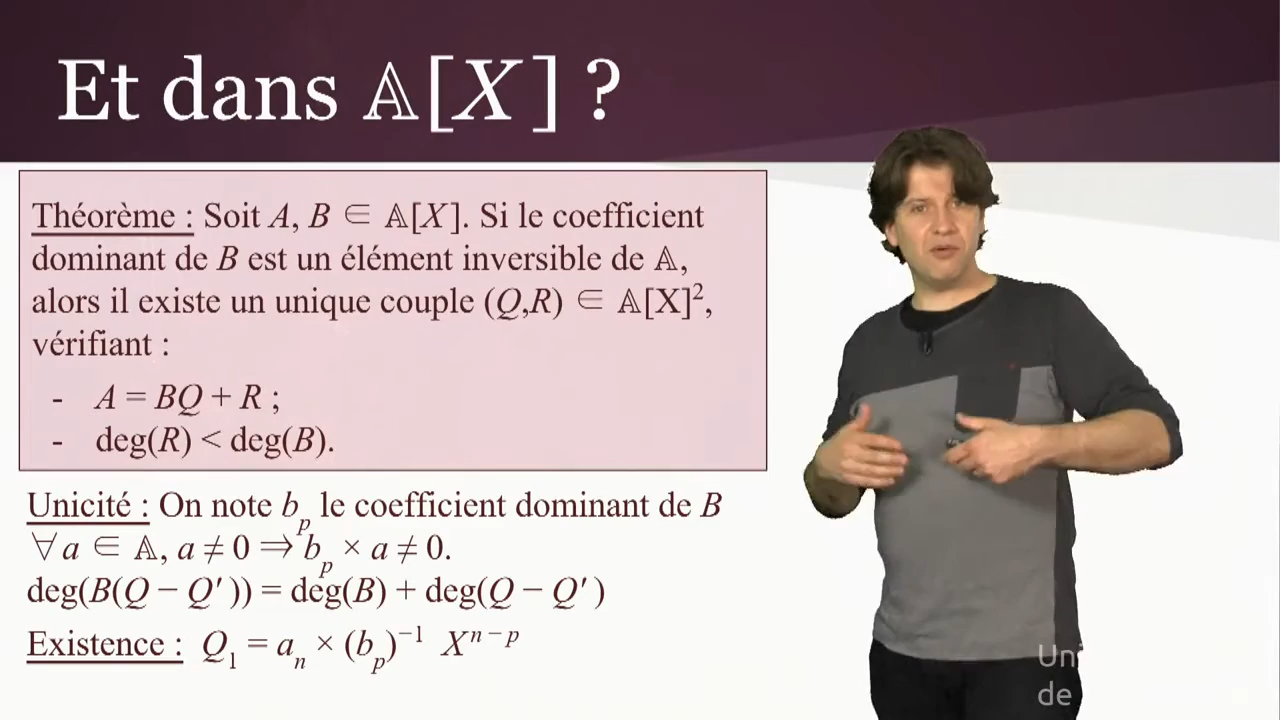 Et dans 𝔸[X] ?
Théorème : Soit A, B ∈ 𝔸[X]. Si le coefficient
dominant de B est un élément inversible de 𝔸,
alors il existe un unique couple (Q,R) ∈ 𝔸[X]²,
vérifiant :
- A = BQ + R ;
- deg(R) < deg(B).
Unicité : On note b_p le coefficient dominant de B
∀a ∈ 𝔸, a ≠ 0 ⇒ b_p × a ≠ 0.
deg(B(Q − Q′)) = deg(B) + deg(Q − Q′)
Existence : Q₁ = a_n × (b_p)⁻¹ Xⁿ⁻ᵖ
de